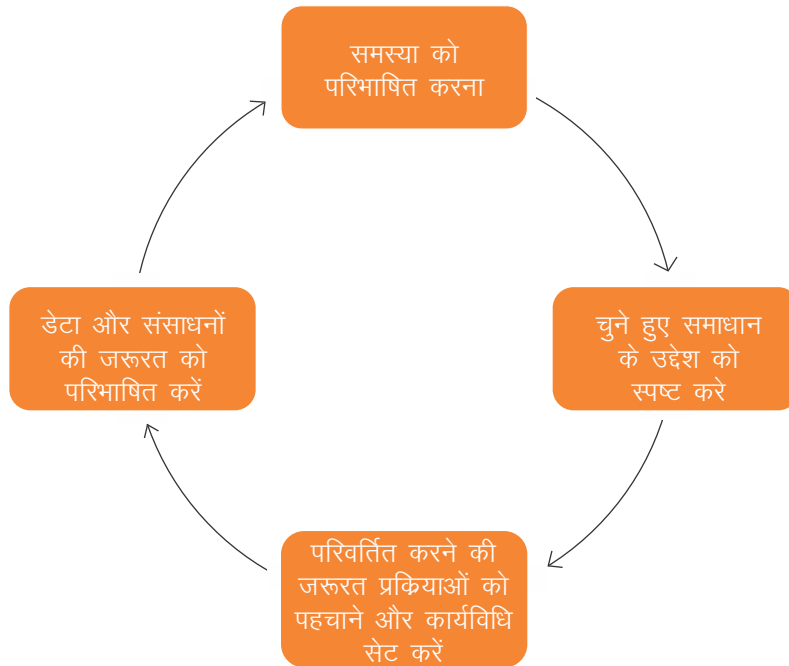 समस्या को
परिभाषित करना
चुने हुए समाधान
के उद्देश को
स्पष्ट करे
परिवर्तित करने की
जरूरत प्रकियाओं को
पहचाने और कार्यविधि
सेट करें
डेटा और संसाधनों
की जरूरत को
परिभाषित करें